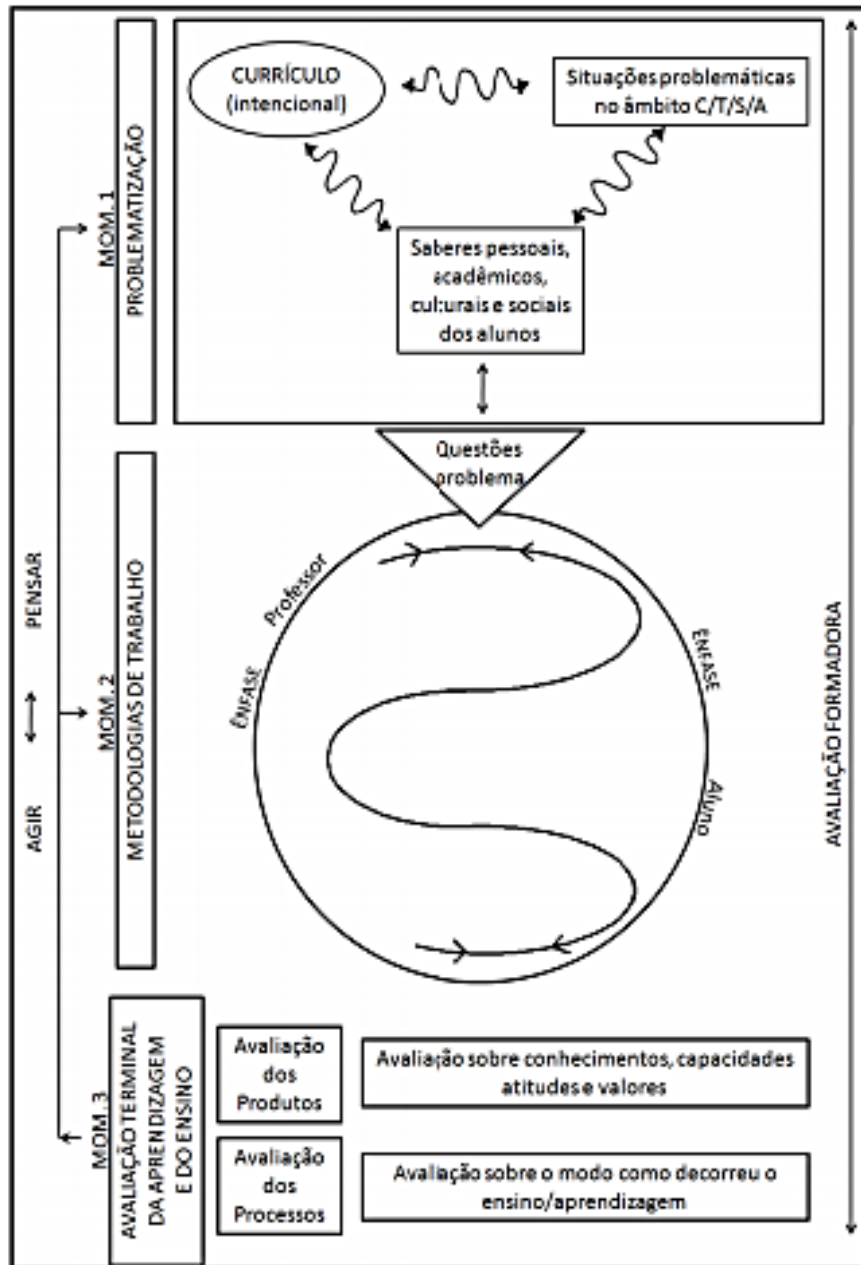 MOM. 1
PROBLEMATIZAÇÃO
CURRÍCULO
(intencional)
Situações problemáticas
no âmbito C/T/S/A
Saberes pessoais,
acadêmicos,
culturais e sociais
dos alunos
Questões
problema
PENSAR
AGIR
MOM. 2
METODOLOGIAS DE TRABALHO
ÊNFASE
Professor
ÊNFASE
Aluno
AVALIAÇÃO FORMADORA
MOM. 3
AVALIAÇÃO TERMINAL
DA APRENDIZAGEM
E DO ENSINO
Avaliação
dos
Produtos
Avaliação sobre conhecimentos, capacidades
atitudes e valores
Avaliação
dos
Processos
Avaliação sobre o modo como decorreu o
ensino/aprendizagem